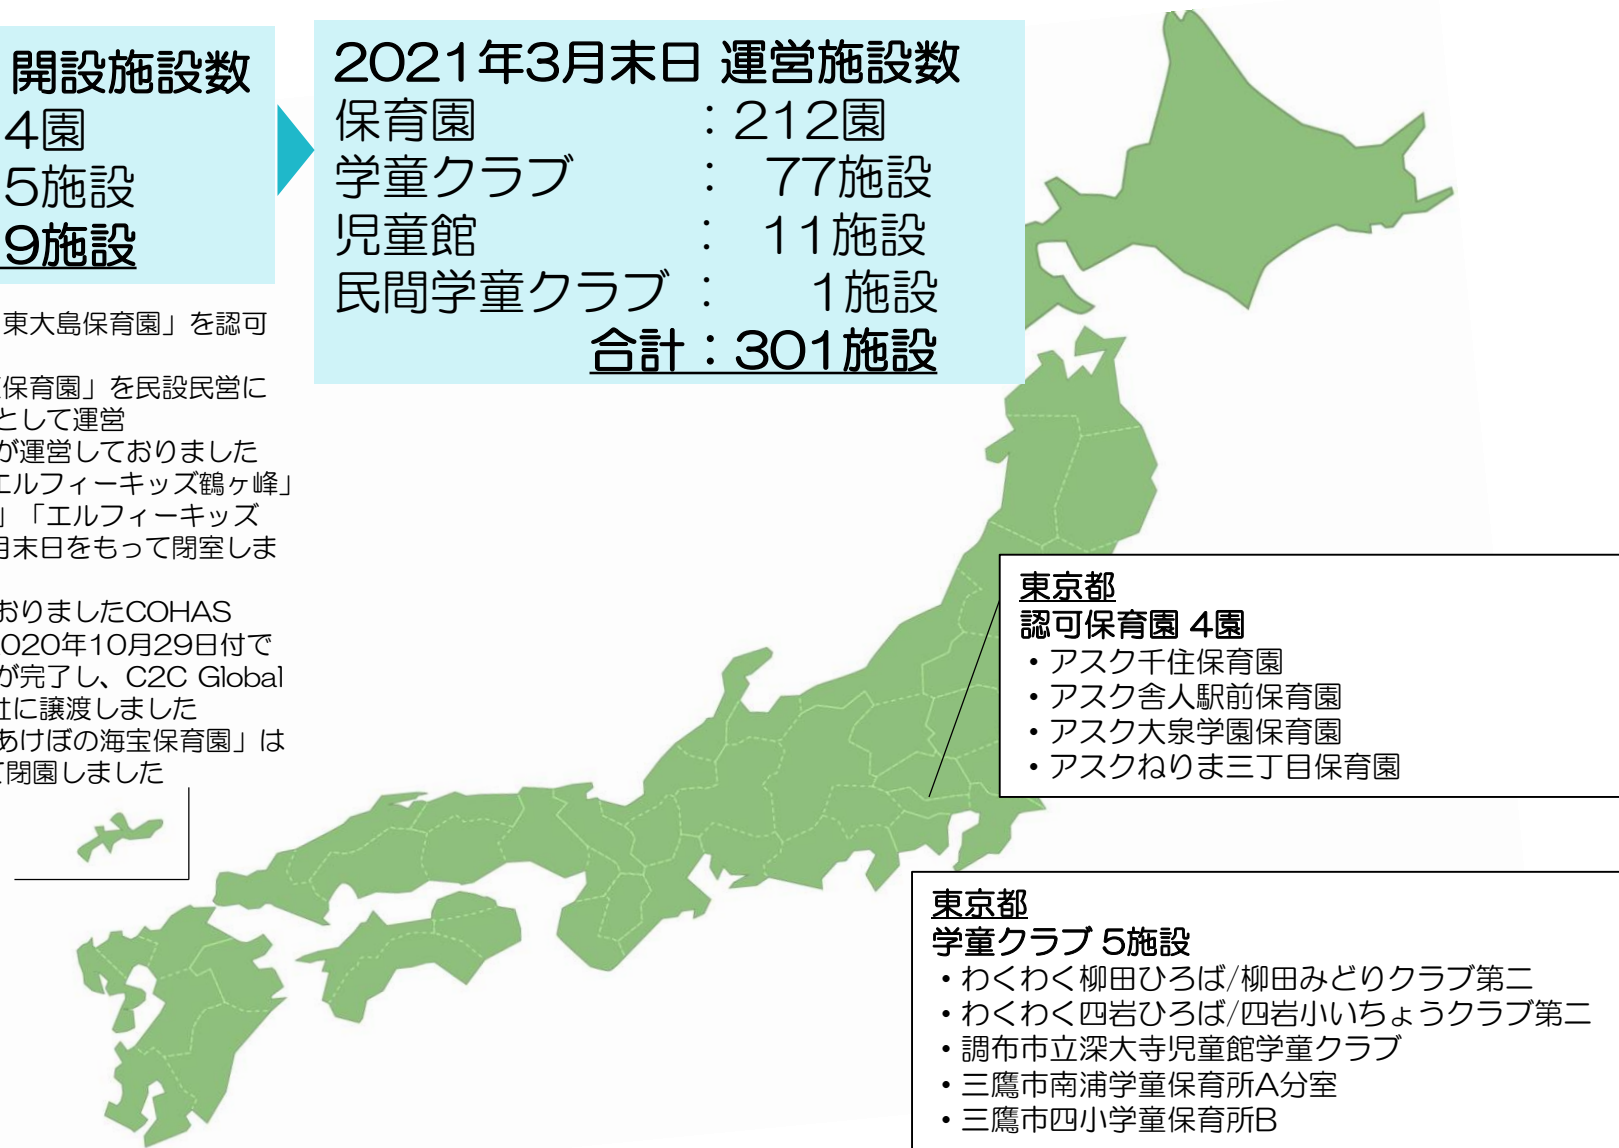 開設施設数
4園
5施設
9施設
2021年3月末日 運営施設数
保育園 ：212園
学童クラブ ： 77施設
児童館 ： 11施設
民間学童クラブ ： 1施設
合計：301施設
東大島保育園」を認可
保育園」を民設民営に
として運営
が運営しておりました
エルフィーキッズ鶴ヶ峰」
」「エルフィーキッズ
月末日をもって閉室しま
おりましたCOHAS
2020年10月29日付で
が完了し、C2C Global
社に譲渡しました
あけぼの海宝保育園」は
て閉園しました
東京都
認可保育園 4園
・アスク千住保育園
・アスク舎人駅前保育園
・アスク大泉学園保育園
・アスクねりま三丁目保育園
東京都
学童クラブ 5施設
・わくわく柳田ひろば/柳田みどりクラブ第二
・わくわく四岩ひろば/四岩小いちょうクラブ第二
・調布市立深大寺児童館学童クラブ
・三鷹市南浦学童保育所A分室
・三鷹市四小学童保育所B